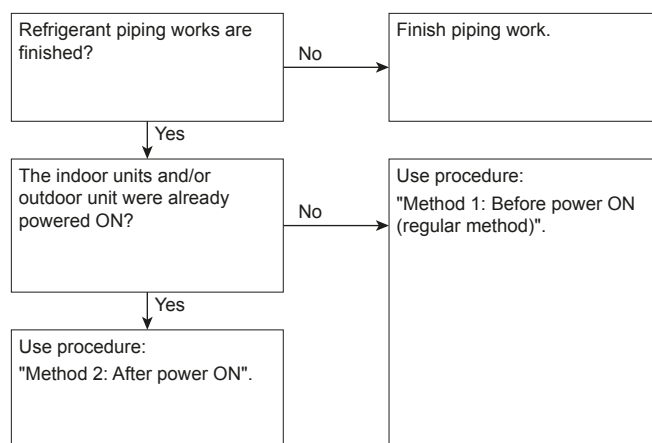 Refrigerant piping works are
finished?
No
Finish piping work.
Yes
The indoor units and/or
outdoor unit were already
powered ON?
No
Use procedure:
"Method 1: Before power ON
(regular method)".
Yes
Use procedure:
"Method 2: After power ON".